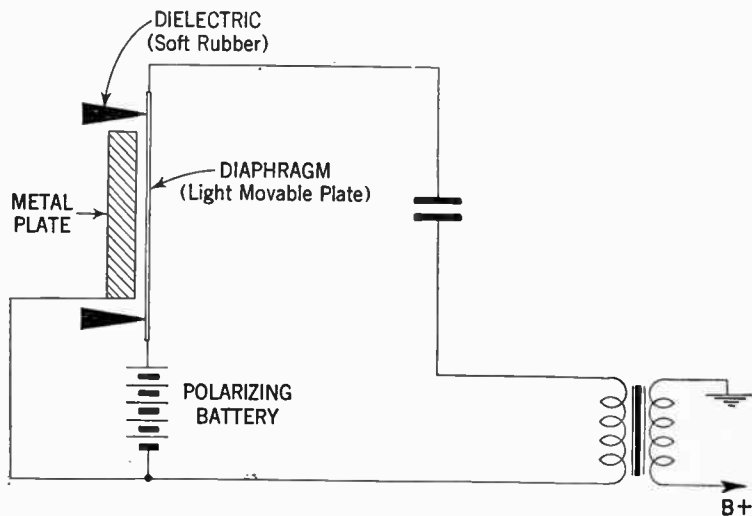 DIELECTRIC
(Soft Rubber)
DIAPHRAGM
(Light Movable Plate)
METAL
PLATE
POLARIZING
BATTERY
B+